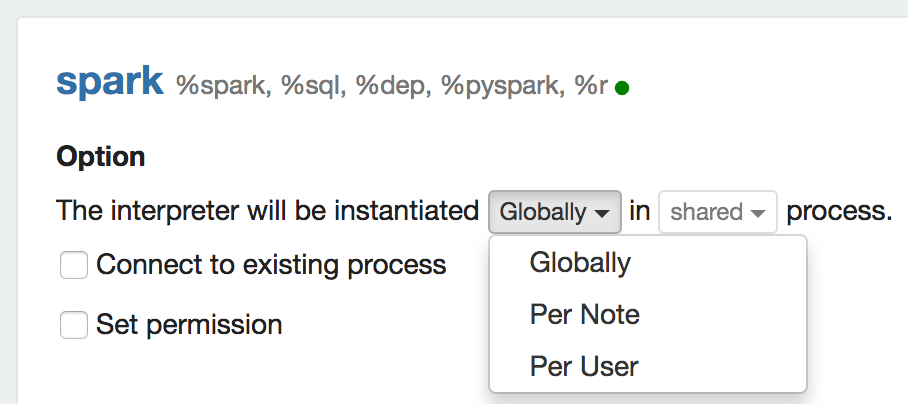 spark %spark, %sql, %dep, %pyspark, %r
Option
The interpreter will be instantiated Globally in shared process.
Connect to existing process
Set permission
Globally
Per Note
Per User